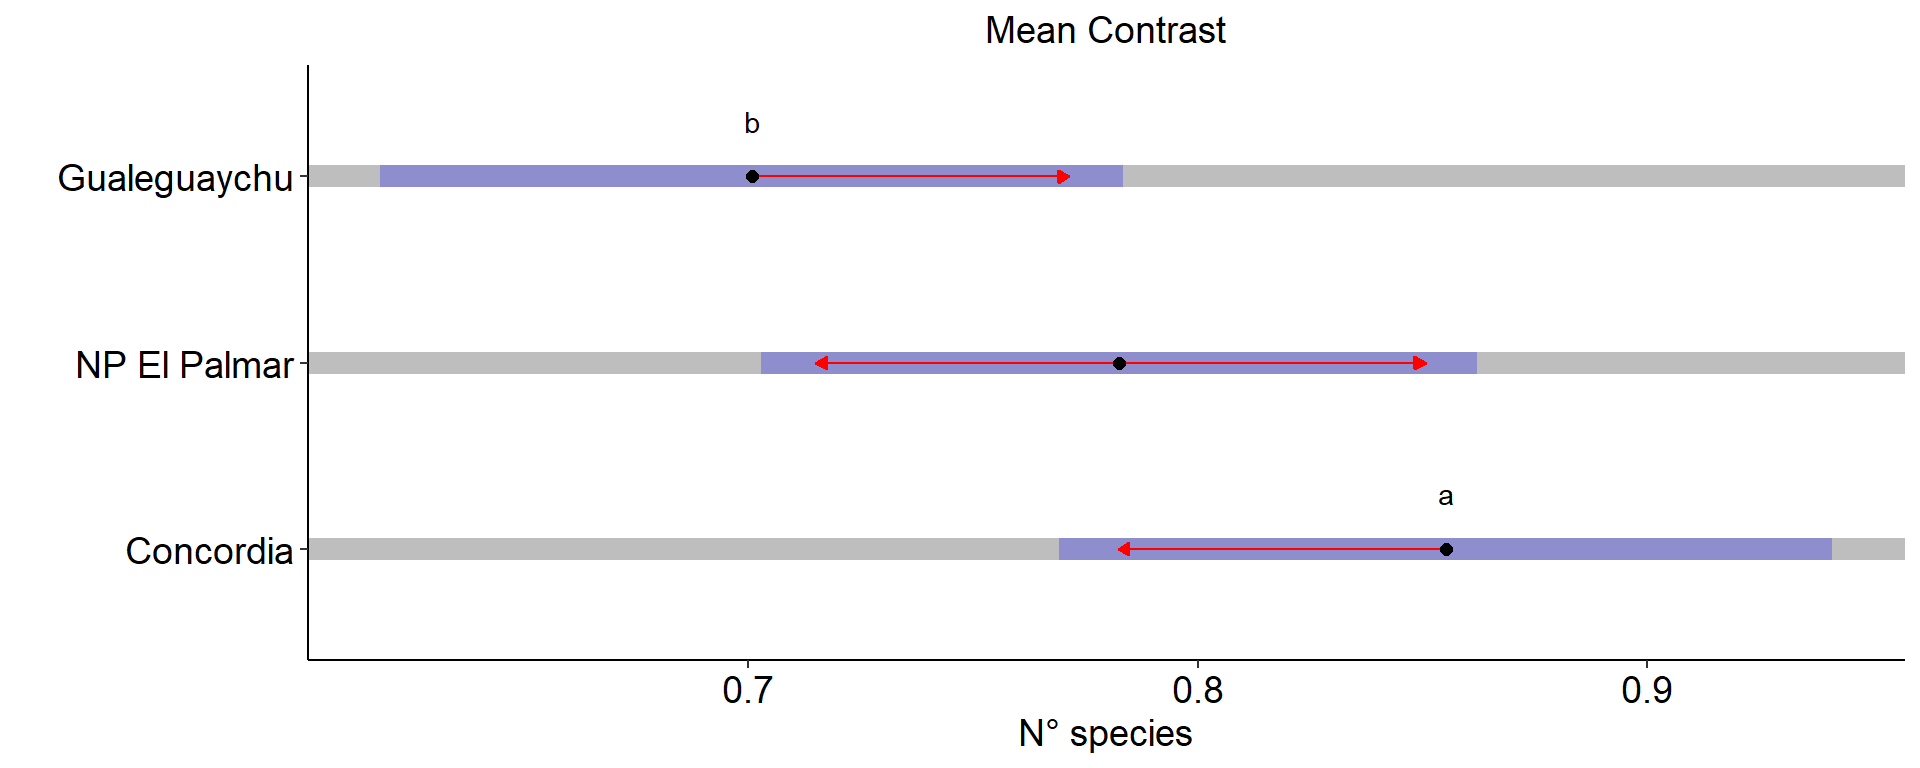 Mean Contrast
b
Gualeguaychu
NP El Palmar
a
Concordia
0.7 0.8 0.9
N° species